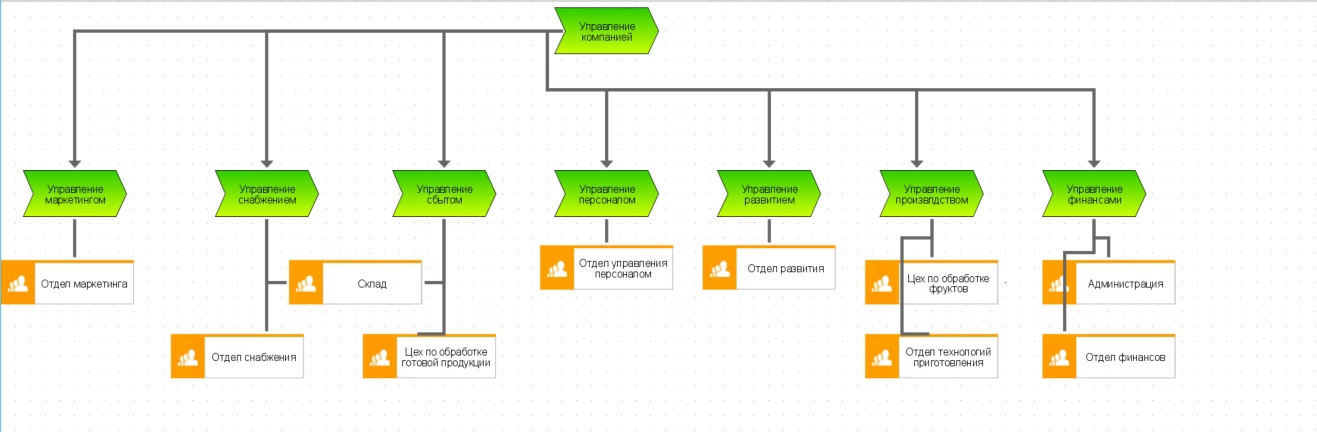 Управление
компанией
Управление
маркетингом
Управление
снабжением
Управление
сбытом
Управление
персоналом
Управление
развитием
Управление
произвлдством
Управление
финансами
Отдел маркетинга
Склад
Отдел управления
персоналом
Отдел развития
Цех по обработке
фруктов
Администрация
Отдел снабжения
Цех по обработке
готовой продукции
Отдел технологий
приготовления
Отдел финансов